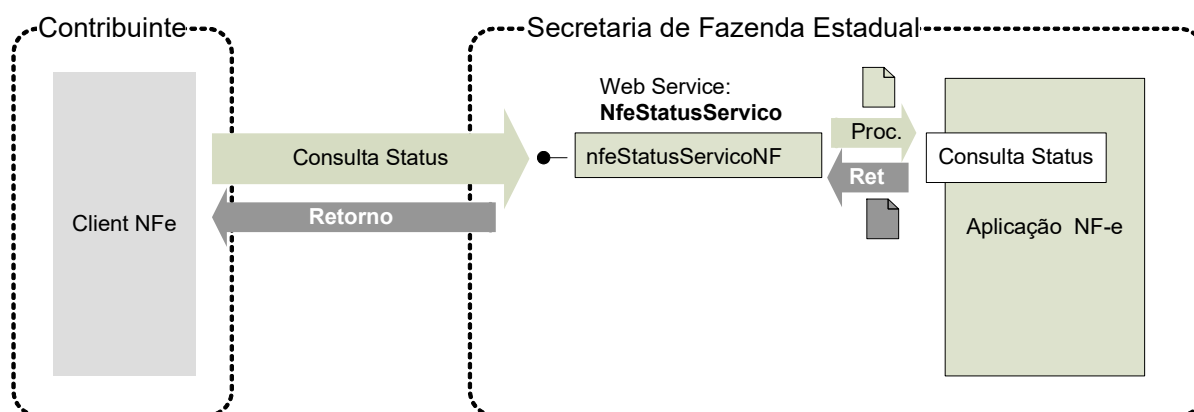 Contribuinte
Secretaria de Fazenda Estadual
Web Service:
NfeStatusServico
Proc.
Consulta Status
nfeStatusServicoNF
Consulta Status
Ret
Retorno
Client NFe
Aplicação NF-e